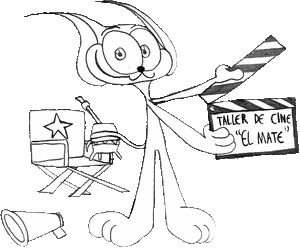 TALLER DE CINE
"EL MATE"